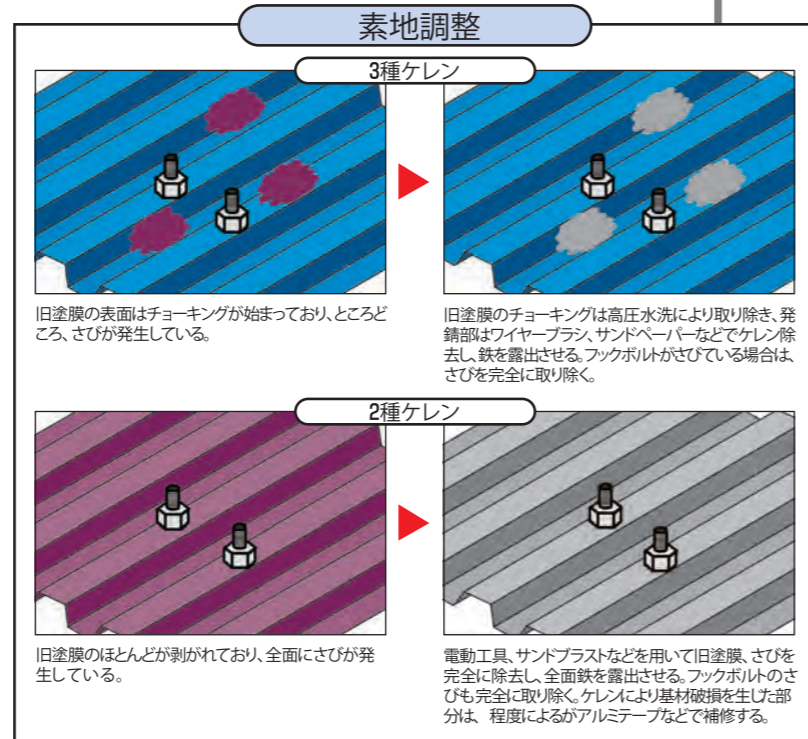 素地調整
3種ケレン
旧塗膜の表面はチョーキングが始まっており、ところど
ころ、さびが発生している。
旧塗膜のチョーキングは高圧水洗により取り除き、発
錆部はワイヤーブラシ、サンドペーパーなどでケレン除
去し、鉄を露出させる。フックボルトがさびている場合は、
さびを完全に取り除く。
2種ケレン
旧塗膜のほとんどが剥がれており、全面にさびが発
生している。
電動工具、サンドブラストなどを用いて旧塗膜、さびを
完全に除去し、全面鉄を露出させる。フックボルトのさ
びも完全に取り除く。ケレンにより基材破損を生じた部
分は、程度によるがアルミテープなどで補修する。